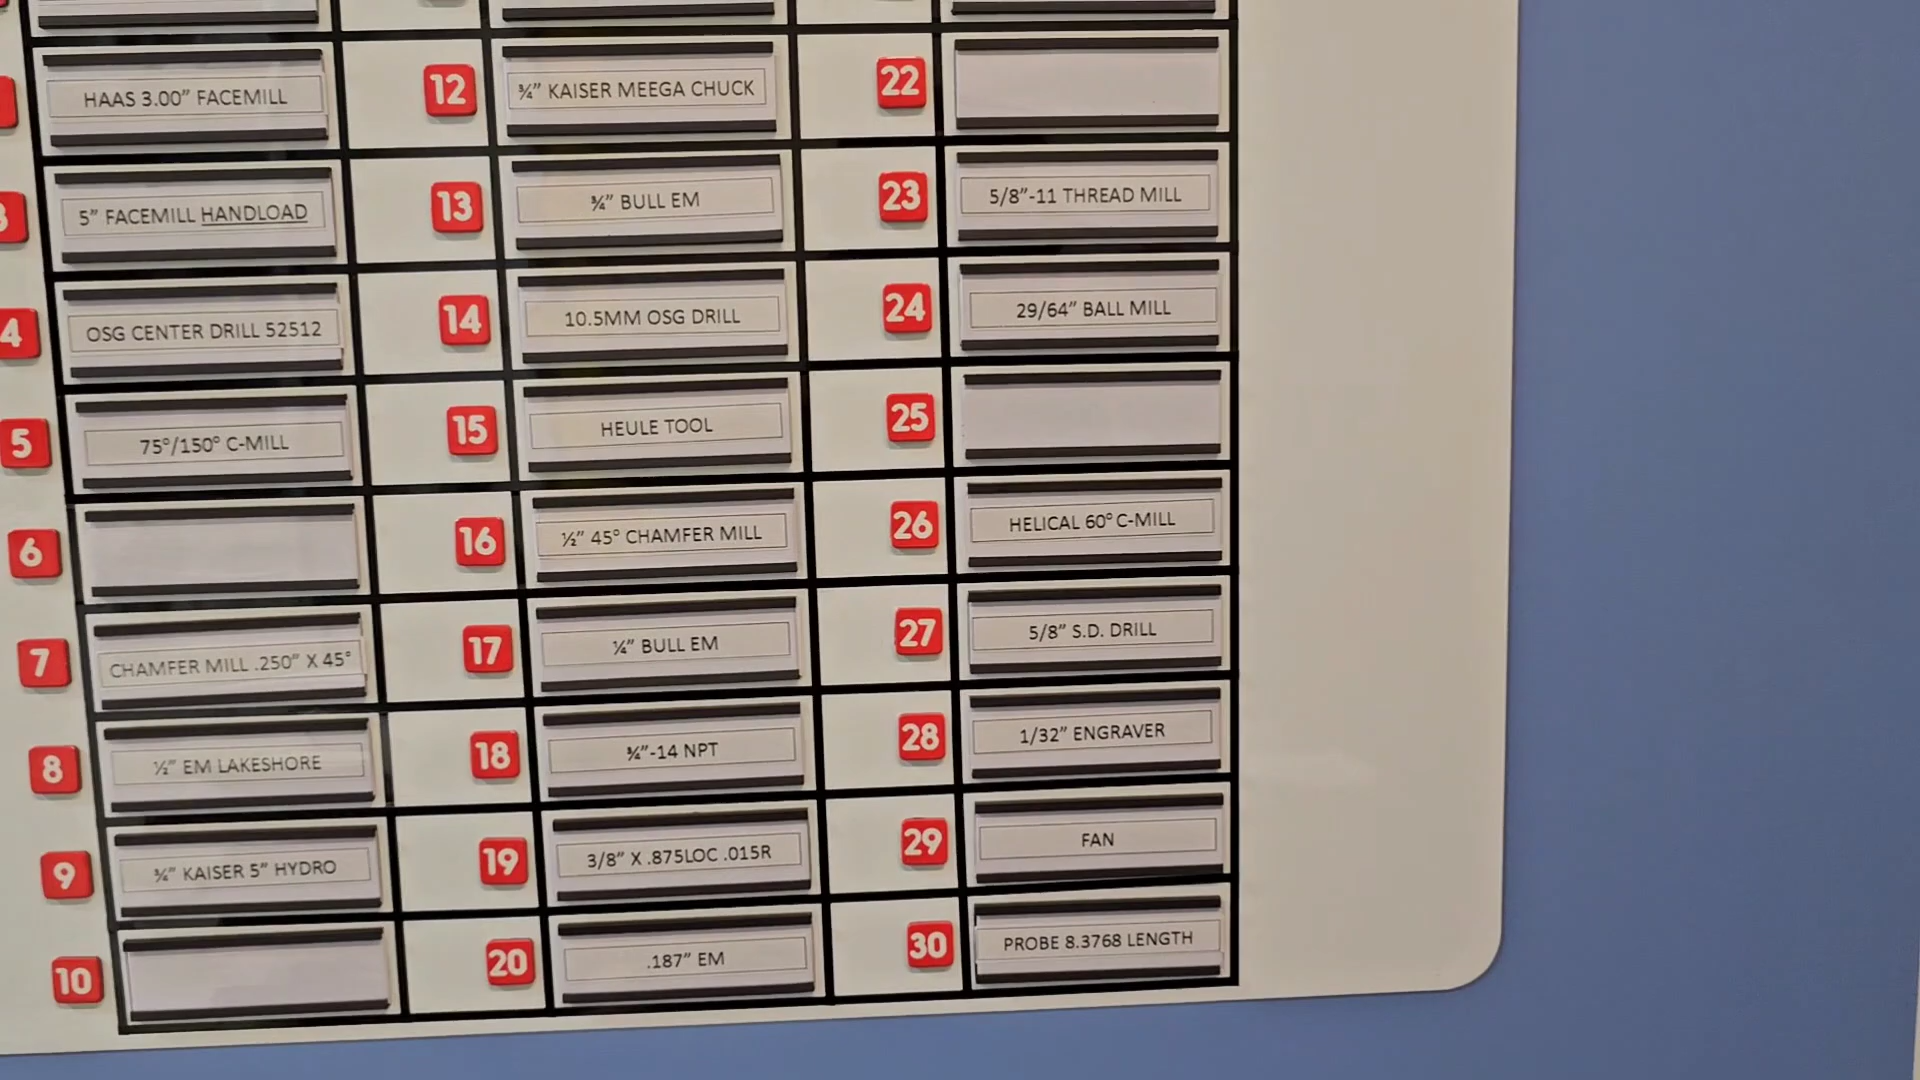 HAAS 3.00” FACEMILL
12
¾” KAISER MEEGA CHUCK
22
3
5” FACEMILL HANDLOAD
13
¾” BULL EM
23
5/8”-11 THREAD MILL
4
OSG CENTER DRILL 52512
14
10.5MM OSG DRILL
24
29/64” BALL MILL
5
75°/150° C-MILL
15
HEULE TOOL
25
6
16
½” 45° CHAMFER MILL
26
HELICAL 60° C-MILL
7
CHAMFER MILL .250” X 45°
17
¼” BULL EM
27
5/8” S.D. DRILL
8
½” EM LAKESHORE
18
¾”-14 NPT
28
1/32” ENGRAVER
9
¾” KAISER 5” HYDRO
19
3/8” X .875LOC .015R
29
FAN
10
20
.187” EM
30
PROBE 8.3768 LENGTH